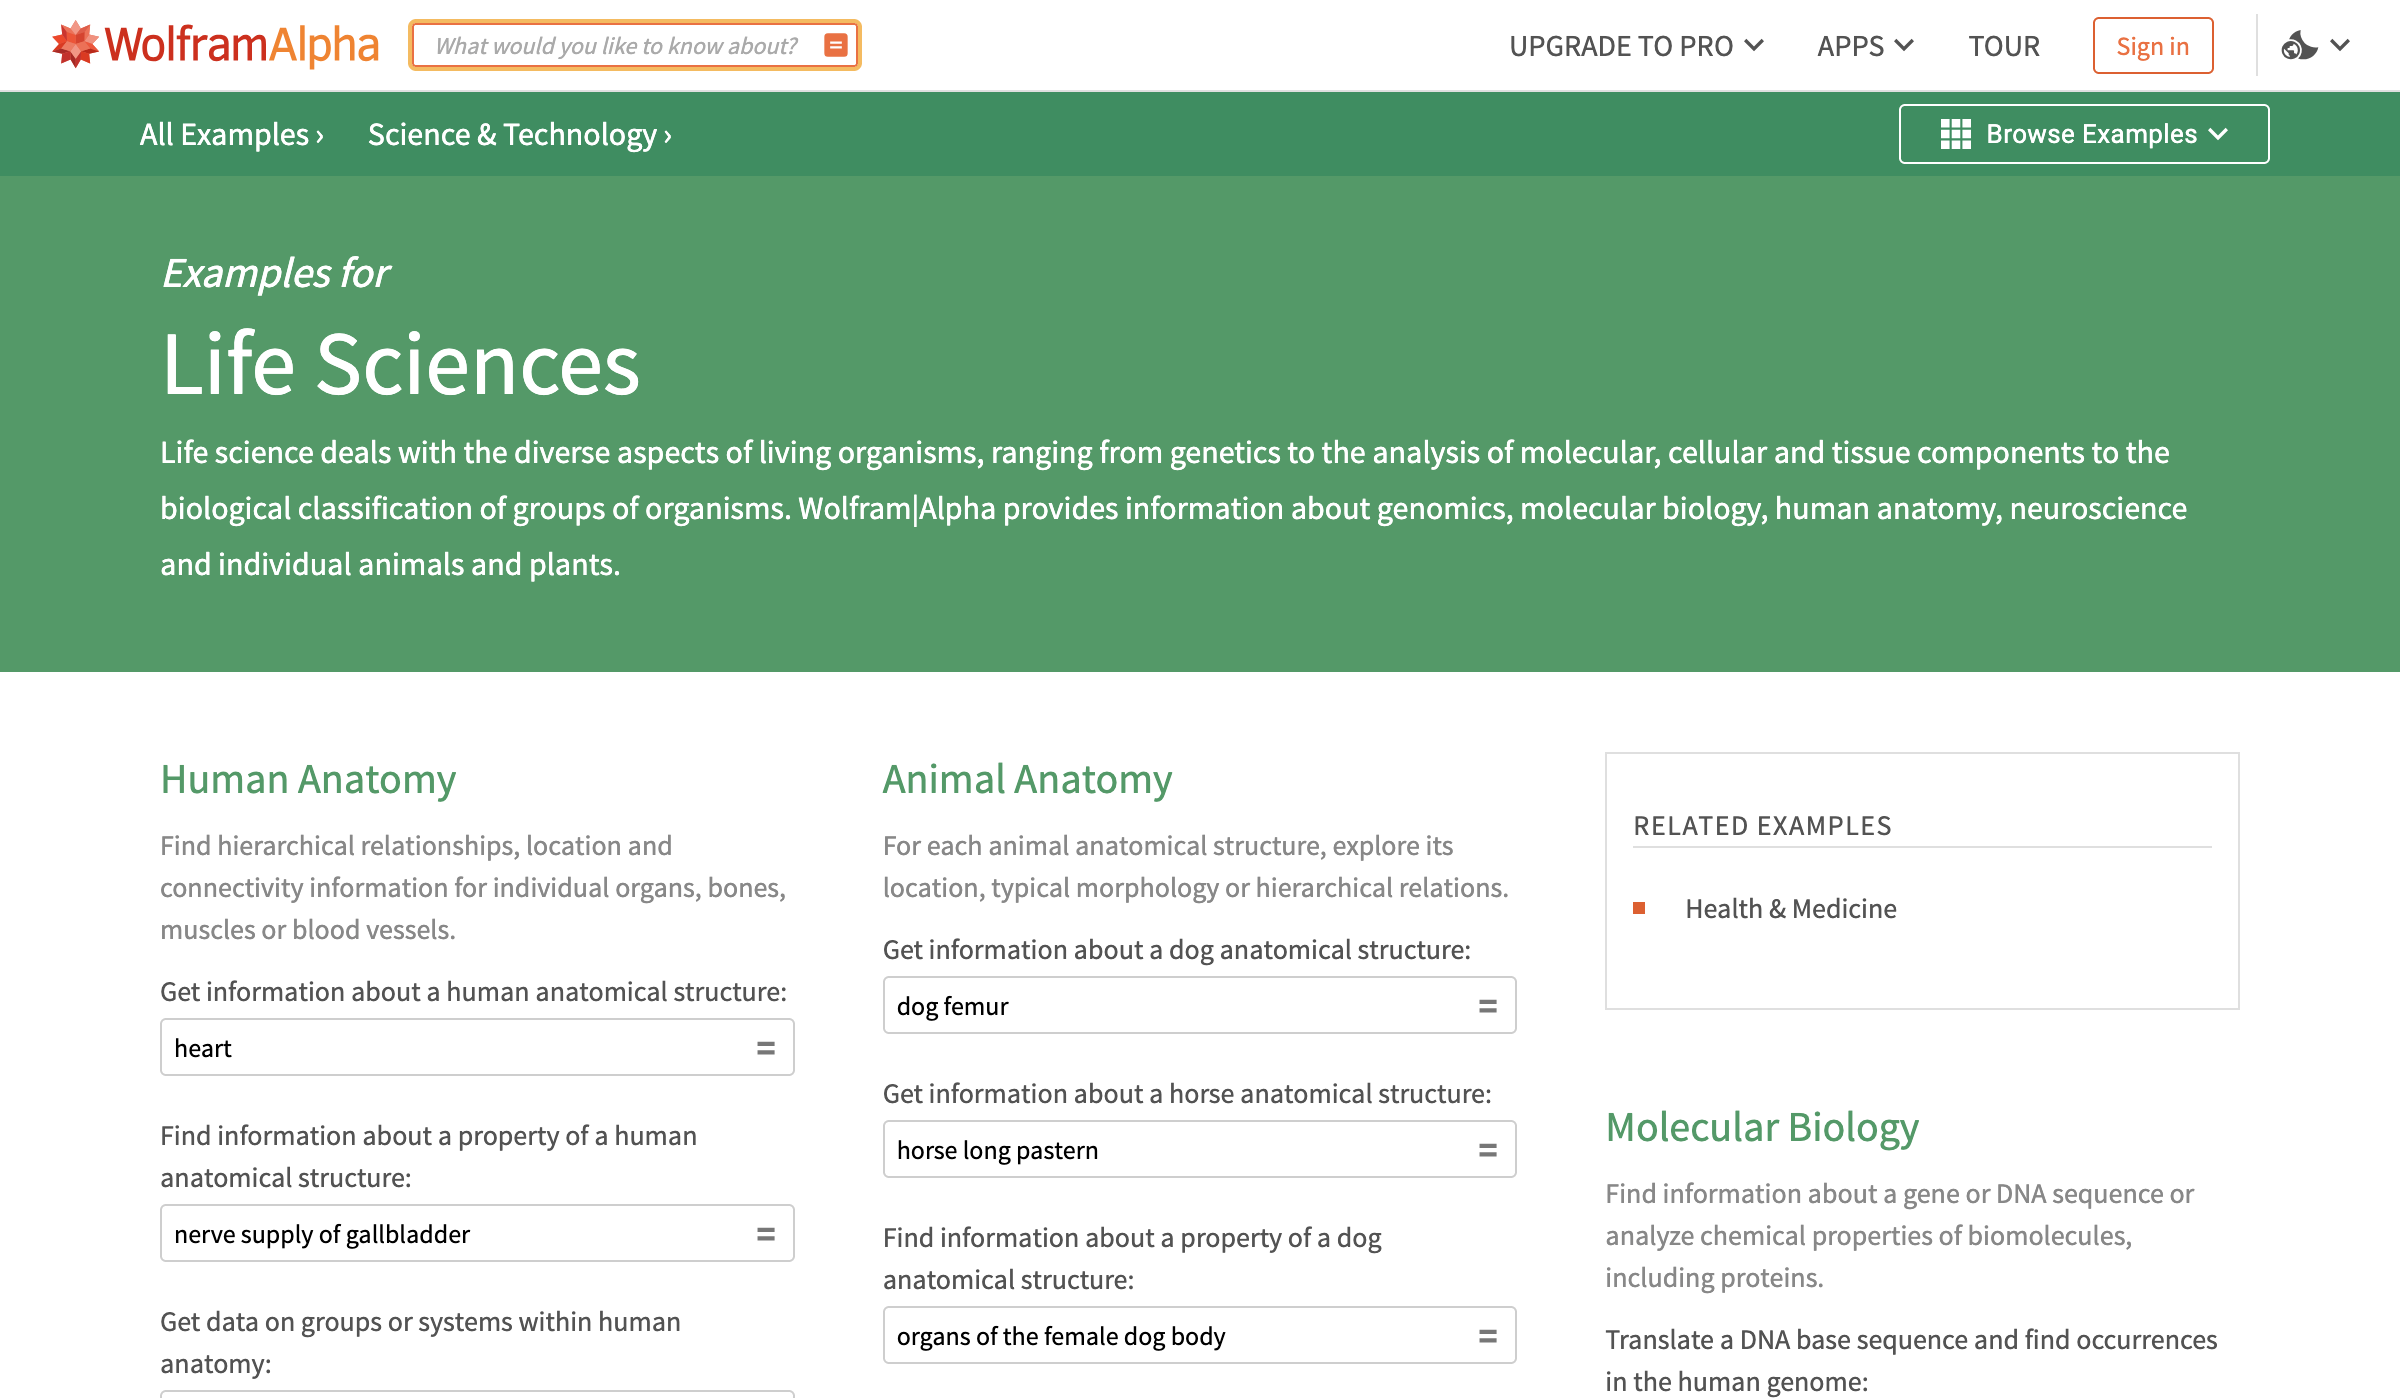 WolframAlpha
What would you like to know about?
UPGRADE TO PRO
APPS
TOUR
Sign in
All Examples ›
Science & Technology ›
Browse Examples
Examples for
Life Sciences
Life science deals with the diverse aspects of living organisms, ranging from genetics to the analysis of molecular, cellular and tissue components to the
biological classification of groups of organisms. Wolfram|Alpha provides information about genomics, molecular biology, human anatomy, neuroscience
and individual animals and plants.
Human Anatomy
Find hierarchical relationships, location and
connectivity information for individual organs, bones,
muscles or blood vessels.
Get information about a human anatomical structure:
heart
Find information about a property of a human
anatomical structure:
nerve supply of gallbladder
Get data on groups or systems within human
anatomy:
Animal Anatomy
For each animal anatomical structure, explore its
location, typical morphology or hierarchical relations.
Get information about a dog anatomical structure:
dog femur
Get information about a horse anatomical structure:
horse long pastern
Find information about a property of a dog
anatomical structure:
organs of the female dog body
RELATED EXAMPLES
Health & Medicine
Molecular Biology
Find information about a gene or DNA sequence or
analyze chemical properties of biomolecules,
including proteins.
Translate a DNA base sequence and find occurrences
in the human genome: